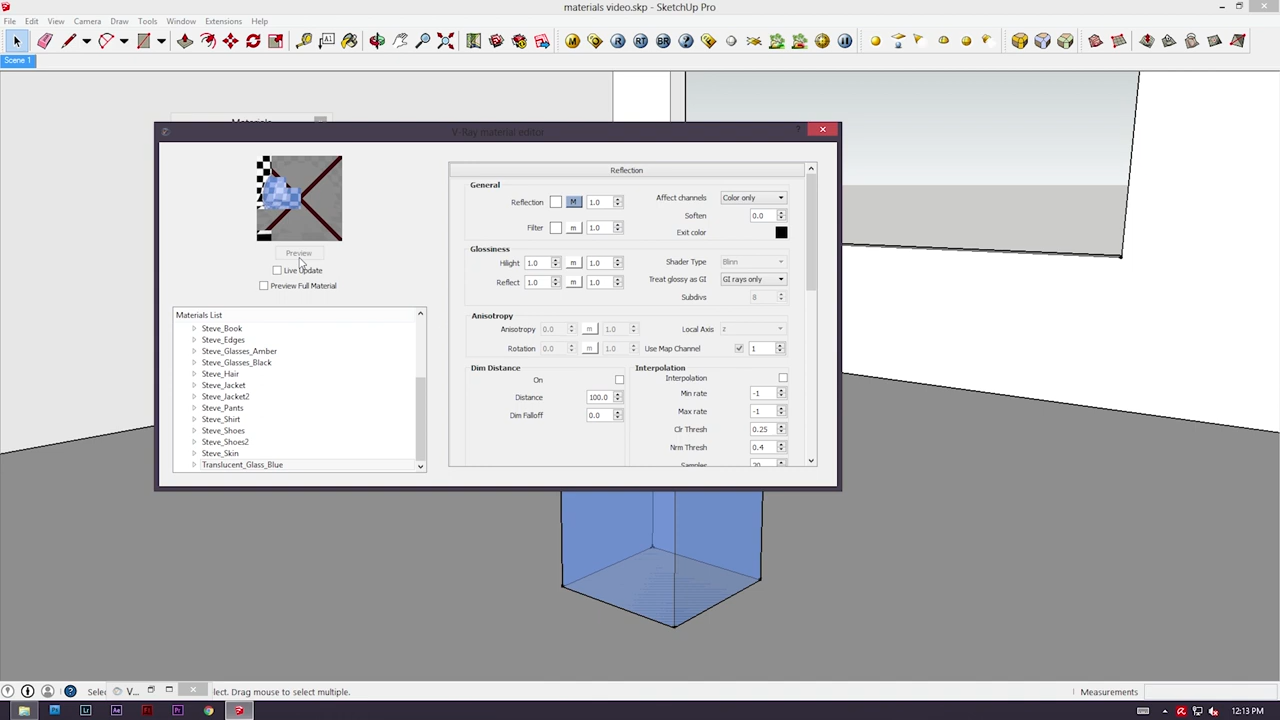 materials video.skp - SketchUp Pro
File Edit View Camera Draw Tools Window Extensions Help
Scene 1
Materials
V-Ray material editor
Preview
Live Update
Preview Full Material
Materials List
Steve_Book
Steve_Edges
Steve_Glasses_Amber
Steve_Glasses_Black
Steve_Hair
Steve_Jacket
Steve_Jacket2
Steve_Pants
Steve_Shirt
Steve_Shoes
Steve_Shoes2
Steve_Skin
Translucent_Glass_Blue
Reflection
General
Reflection M 1.0 Affect channels Color only
Soften 0.0
Filter m 1.0 Exit color
Glossiness
Hilight 1.0 m 1.0 Shader Type Blinn
Reflect 1.0 m 1.0 Treat glossy as GI GI rays only
Subdivs 8
Anisotropy
Anisotropy 0.0 m 1.0 Local Axis z
Rotation 0.0 m 1.0 Use Map Channel 1
Dim Distance Interpolation
On Interpolation
Distance 100.0 Min rate -1
Dim Falloff 0.0 Max rate -1
Clr Thresh 0.25
Nrm Thresh 0.4
Samples 20
Selec V... lect. Drag mouse to select multiple. Measurements
12:13 PM